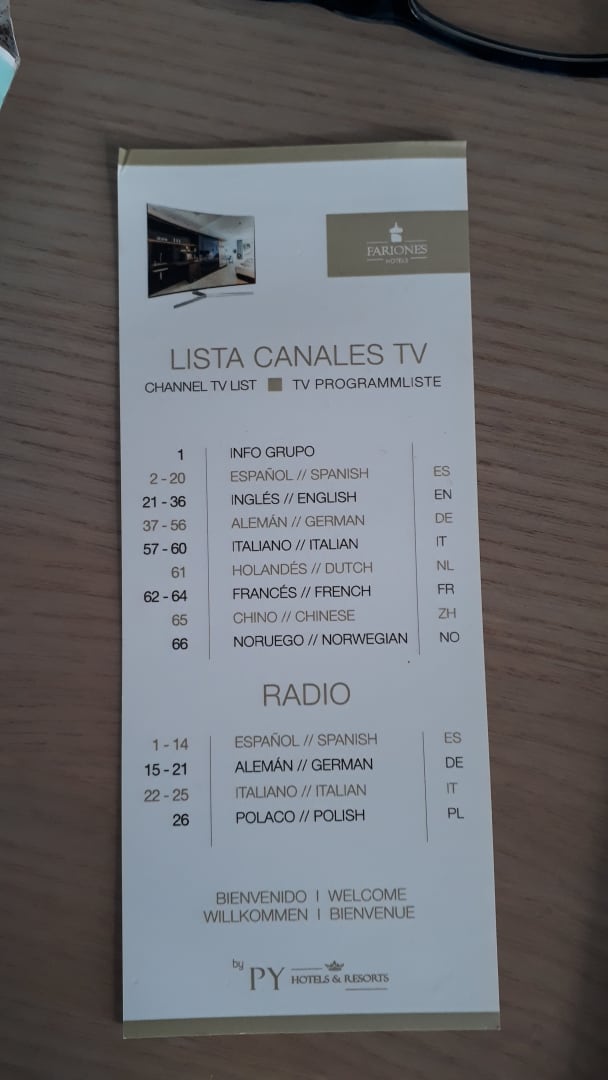 FARIONES
HOTELS
LISTA CANALES TV
CHANNEL TV LIST ■ TV PROGRAMMLISTE
1 INFO GRUPO
2 - 20 ESPAÑOL // SPANISH ES
21 - 36 INGLÉS // ENGLISH EN
37 - 56 ALEMÁN // GERMAN DE
57 - 60 ITALIANO // ITALIAN IT
61 HOLANDÉS // DUTCH NL
62 - 64 FRANCÉS // FRENCH FR
65 CHINO // CHINESE ZH
66 NORUEGO // NORWEGIAN NO
RADIO
1 - 14 ESPAÑOL // SPANISH ES
15 - 21 ALEMÁN // GERMAN DE
22 - 25 ITALIANO // ITALIAN IT
26 POLACO // POLISH PL
BIENVENIDO I WELCOME
WILLKOMMEN I BIENVENUE
by PY HOTELS & RESORTS